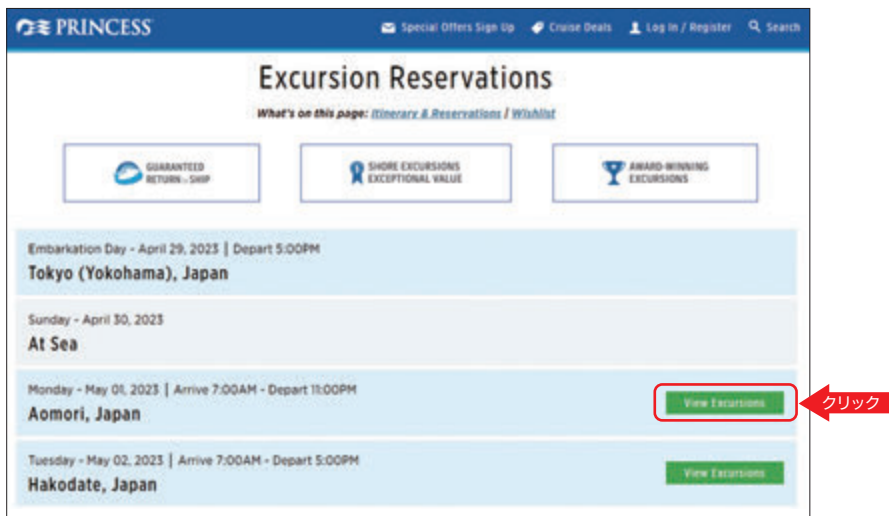 PRINCESS
Special Offers Sign Up Cruise Deals Log In / Register Search
Excursion Reservations
What's on this page: Itinerary & Reservations / Wishlist
GUARANTEED
RETURN TO SHIP
SHORE EXCURSIONS
EXCEPTIONAL VALUE
AWARD-WINNING
EXCURSIONS
Embarkation Day - April 29, 2023 | Depart 5:00PM
Tokyo (Yokohama), Japan
Sunday - April 30, 2023
At Sea
Monday - May 01, 2023 | Arrive 7:00AM - Depart 11:00PM
Aomori, Japan
View Excursions
クリック
Tuesday - May 02, 2023 | Arrive 7:00AM - Depart 5:00PM
Hakodate, Japan
View Excursions